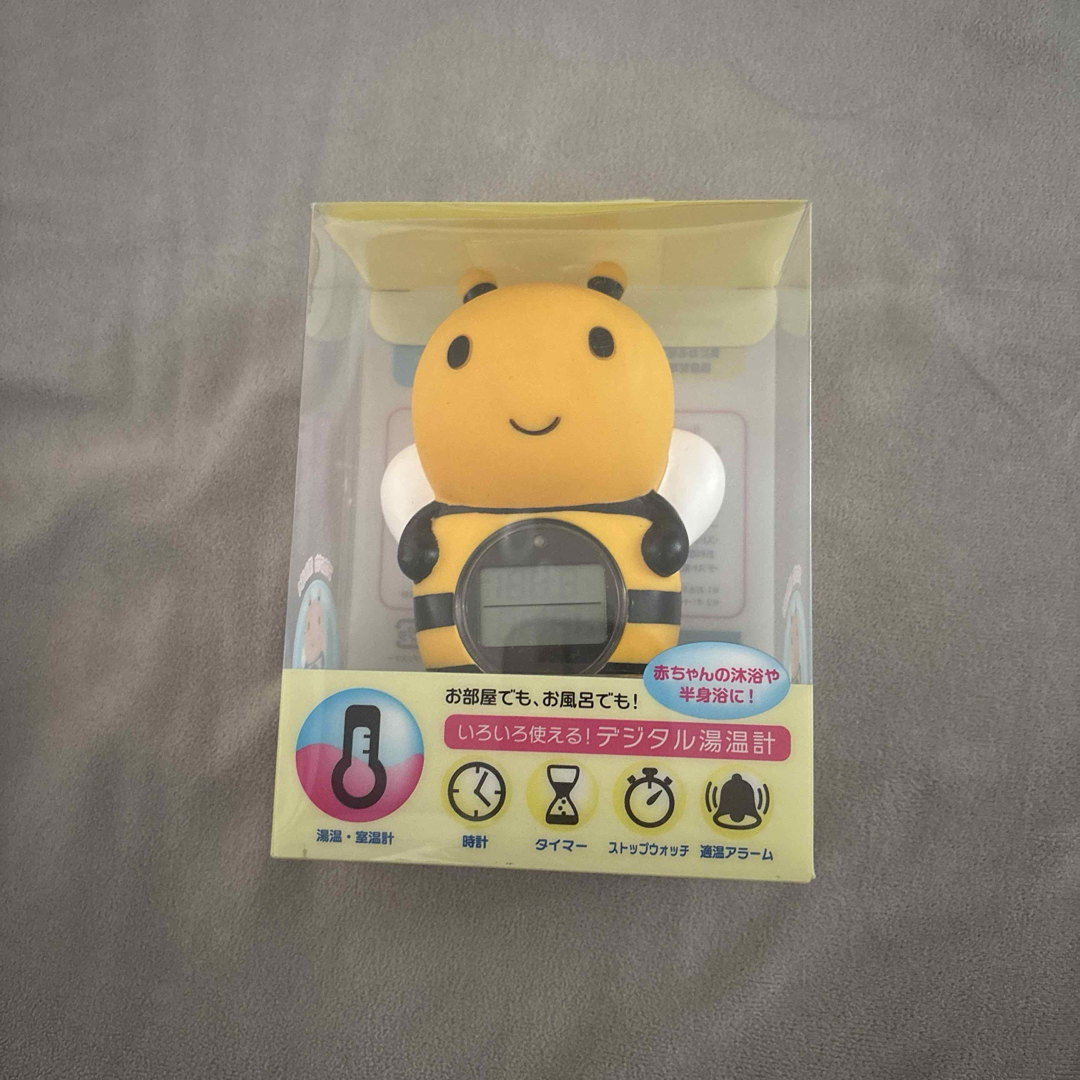 赤ちゃんの沐浴や
半身浴に!
お部屋でも、お風呂でも!
いろいろ使える!デジタル湯温計
湯温・室温計
時計
タイマー
ストップウォッチ
適温アラーム